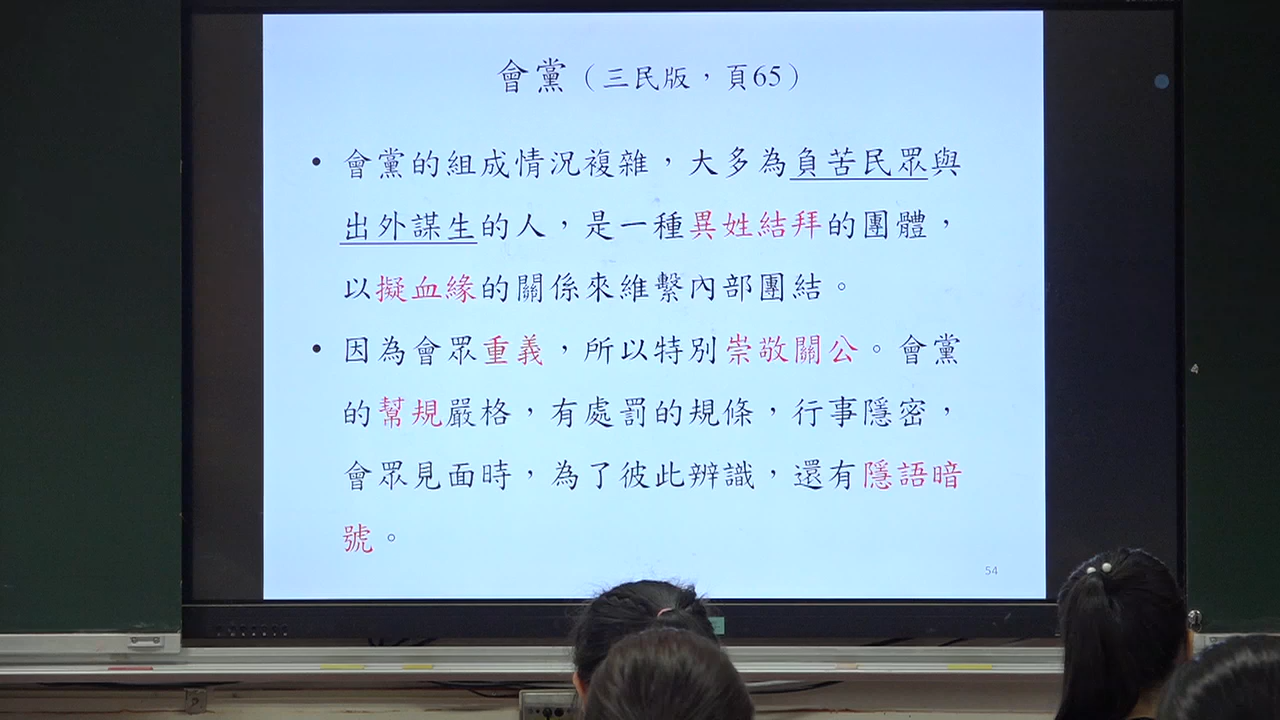 會黨（三民版，頁65）
• 會黨的組成情況複雜，大多為負苦民眾與
出外謀生的人，是一種異姓結拜的團體，
以擬血緣的關係來維繫內部團結。
• 因為會眾重義，所以特別崇敬關公。會黨
的幫規嚴格，有處罰的規條，行事隱密，
會眾見面時，為了彼此辨識，還有隱語暗
號。
54